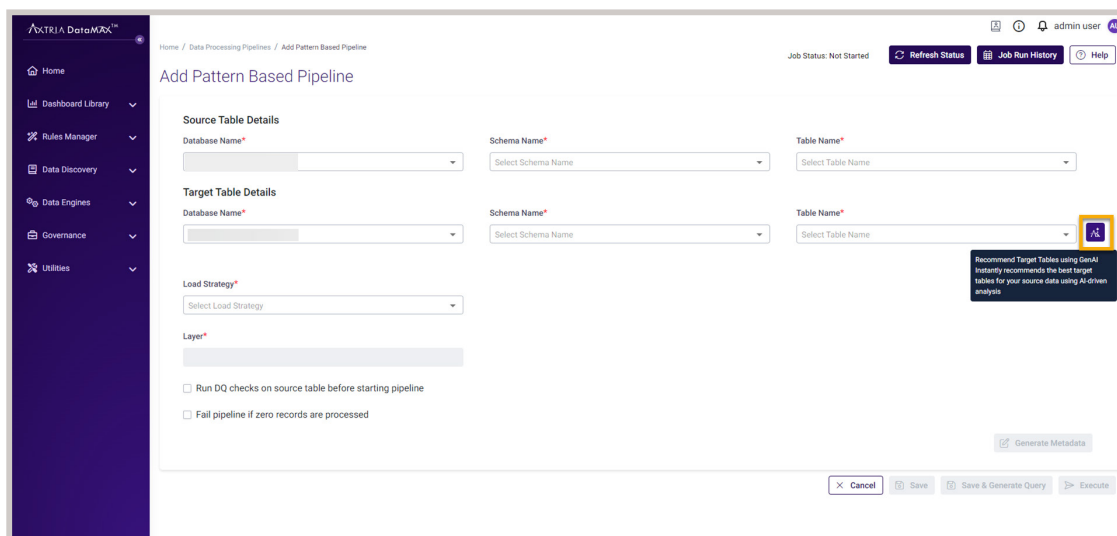 AXTRIA DataMAX™
admin user
Home / Data Processing Pipelines / Add Pattern Based Pipeline
Job Status: Not Started
Refresh Status
Job Run History
Help
Add Pattern Based Pipeline
Home
Dashboard Library
Rules Manager
Data Discovery
Data Engines
Governance
Utilities
Source Table Details
Database Name*
Schema Name*
Table Name*
Select Schema Name
Select Table Name
Target Table Details
Database Name*
Schema Name*
Table Name*
Select Schema Name
Select Table Name
Recommend Target Tables using GenAI
Instantly recommends the best target
tables for your source data using AI-driven
analysis
Load Strategy*
Select Load Strategy
Layer*
Run DQ checks on source table before starting pipeline
Fail pipeline if zero records are processed
Generate Metadata
Cancel
Save
Save & Generate Query
Execute